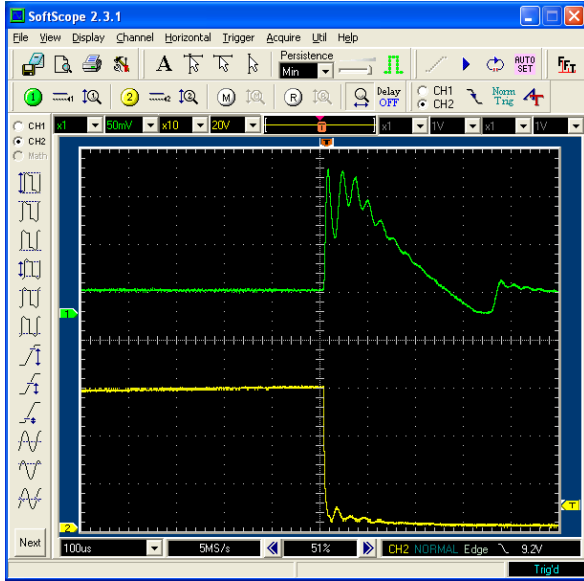 SoftScope 2.3.1
File View Display Channel Horizontal Trigger Acquire Util Help
A Persistence Min AUTO SET FFT
1 2 M R Delay OFF CH1 CH2 Norm Trig
CH1 x1 50mV x10 20V T x1 1V x1 1V
CH2
Math
T
1
T
2
Next 100us 5MS/s 51% CH2 NORMAL Edge 9.2V
Trig'd